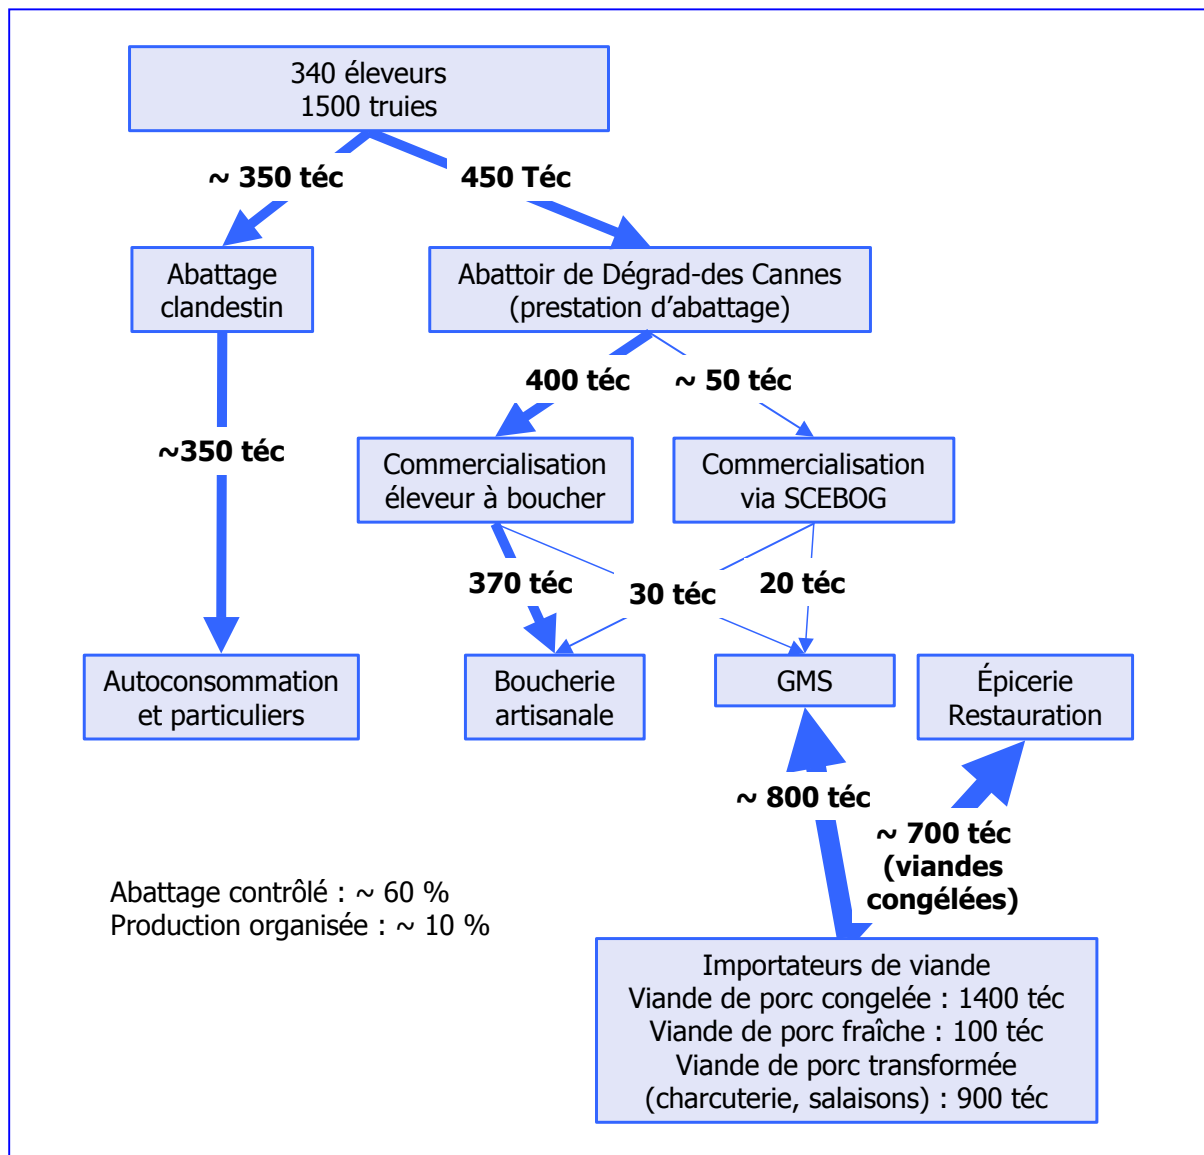 340 éleveurs
1500 truies
~ 350 téc
450 Téc
Abattage
clandestin
Abattoir de Dégrad-des Cannes
(prestation d’abattage)
400 téc
~ 50 téc
~350 téc
Commercialisation
éleveur à boucher
Commercialisation
via SCEBOG
370 téc
30 téc
20 téc
Autoconsommation
et particuliers
Boucherie
artisanale
GMS
Épicerie
Restauration
~ 800 téc
~ 700 téc
(viandes
congélées)
Abattage contrôlé : ~ 60 %
Production organisée : ~ 10 %
Importateurs de viande
Viande de porc congelée : 1400 téc
Viande de porc fraîche : 100 téc
Viande de porc transformée
(charcuterie, salaisons) : 900 téc